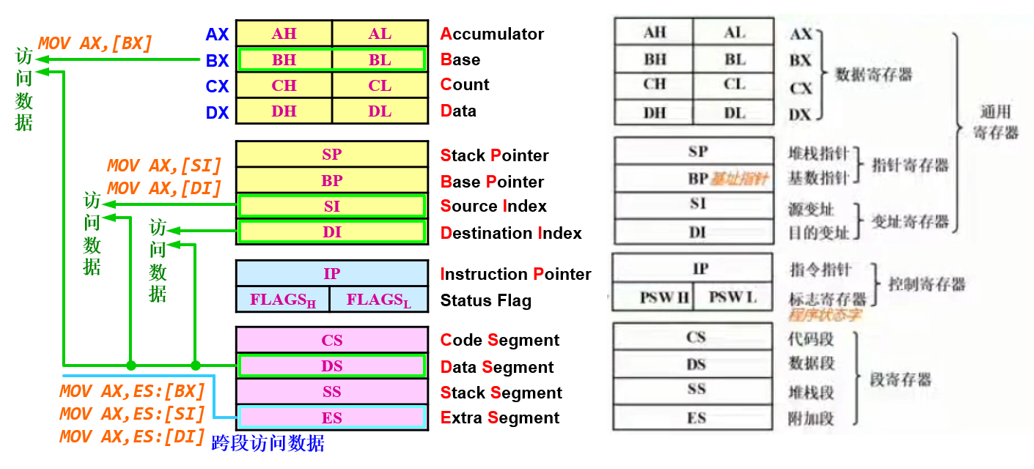 MOV AX,[BX]
访问数据
AX AH AL Accumulator
BX BH BL Base
CX CH CL Count
DX DH DL Data
MOV AX,[SI]
MOV AX,[DI]
访问数据
访问数据
SP Stack Pointer
BP Base Pointer
SI Source Index
DI Destination Index
IP Instruction Pointer
FLAGSH FLAGSL Status Flag
CS Code Segment
DS Data Segment
SS Stack Segment
ES Extra Segment
MOV AX,ES:[BX]
MOV AX,ES:[SI]
MOV AX,ES:[DI]
跨段访问数据
AH AL AX
BH BL BX
CH CL CX
DH DL DX
数据寄存器
通用
寄存器
SP 堆栈指针
BP 基址指针 基数指针
指针寄存器
SI 源变址
DI 目的变址
变址寄存器
IP 指令指针
PSW H PSW L 标志寄存器
程序状态字
控制寄存器
CS 代码段
DS 数据段
SS 堆栈段
ES 附加段
段寄存器